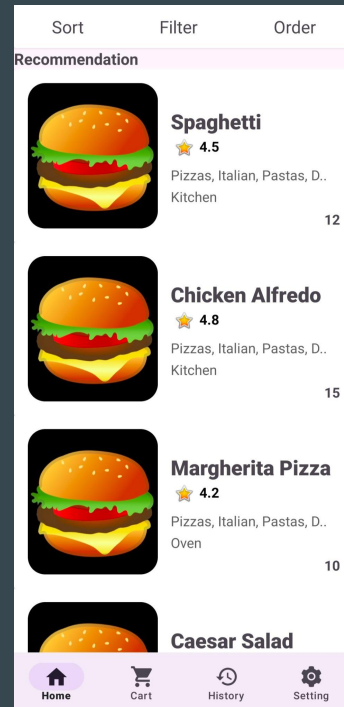 Sort Filter Order
Recommendation
Spaghetti
4.5
Pizzas, Italian, Pastas, D..
Kitchen
12
Chicken Alfredo
4.8
Pizzas, Italian, Pastas, D..
Kitchen
15
Margherita Pizza
4.2
Pizzas, Italian, Pastas, D..
Oven
10
Caesar Salad
Home Cart History Setting